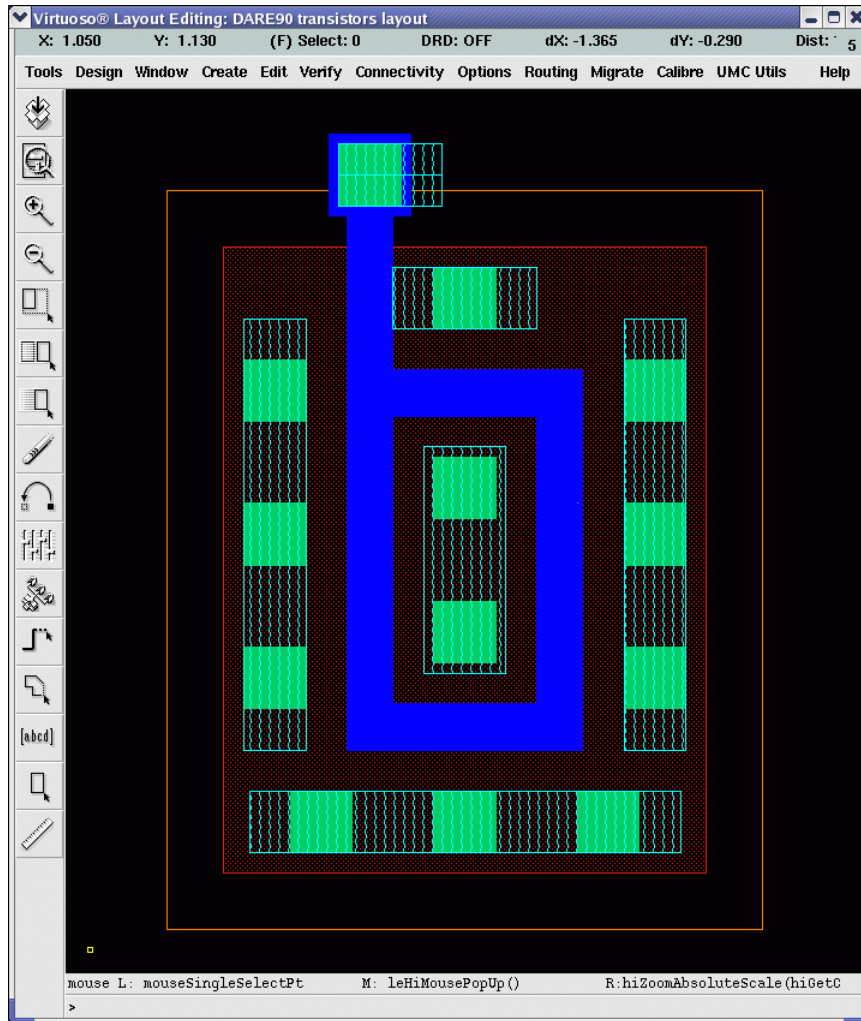 Virtuoso® Layout Editing: DARE90 transistors layout
X: 1.050 Y: 1.130 (F) Select: 0 DRD: OFF dX: -1.365 dY: -0.290 Dist: 5
Tools Design Window Create Edit Verify Connectivity Options Routing Migrate Calibre UMC Utils Help
[abcd]
mouse L: mouseSingleSelectPt M: leHiMousePopUp() R:hiZoomAbsoluteScale(hiGetC
>